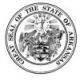 GREAT SEAL OF THE STATE OF ARKANSAS